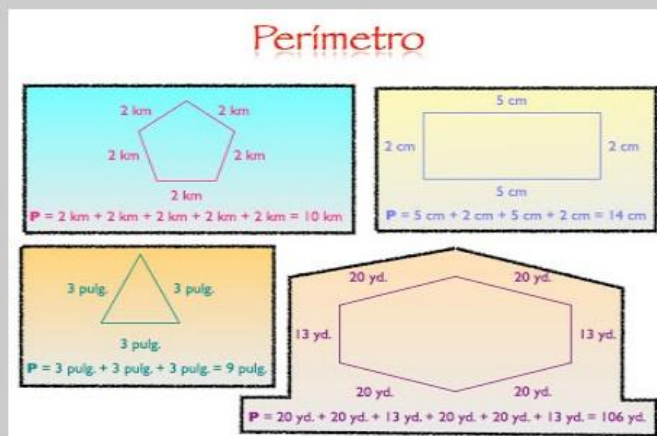 Perímetro
2 km 2 km
2 km 2 km
2 km
P = 2 km + 2 km + 2 km + 2 km + 2 km = 10 km
5 cm
2 cm 2 cm
5 cm
P = 5 cm + 2 cm + 5 cm + 2 cm = 14 cm
3 pulg. 3 pulg.
3 pulg.
P = 3 pulg. + 3 pulg. + 3 pulg. = 9 pulg.
20 yd. 20 yd.
13 yd. 13 yd.
20 yd. 20 yd.
P = 20 yd. + 20 yd. + 13 yd. + 20 yd. + 20 yd. + 13 yd. = 106 yd.